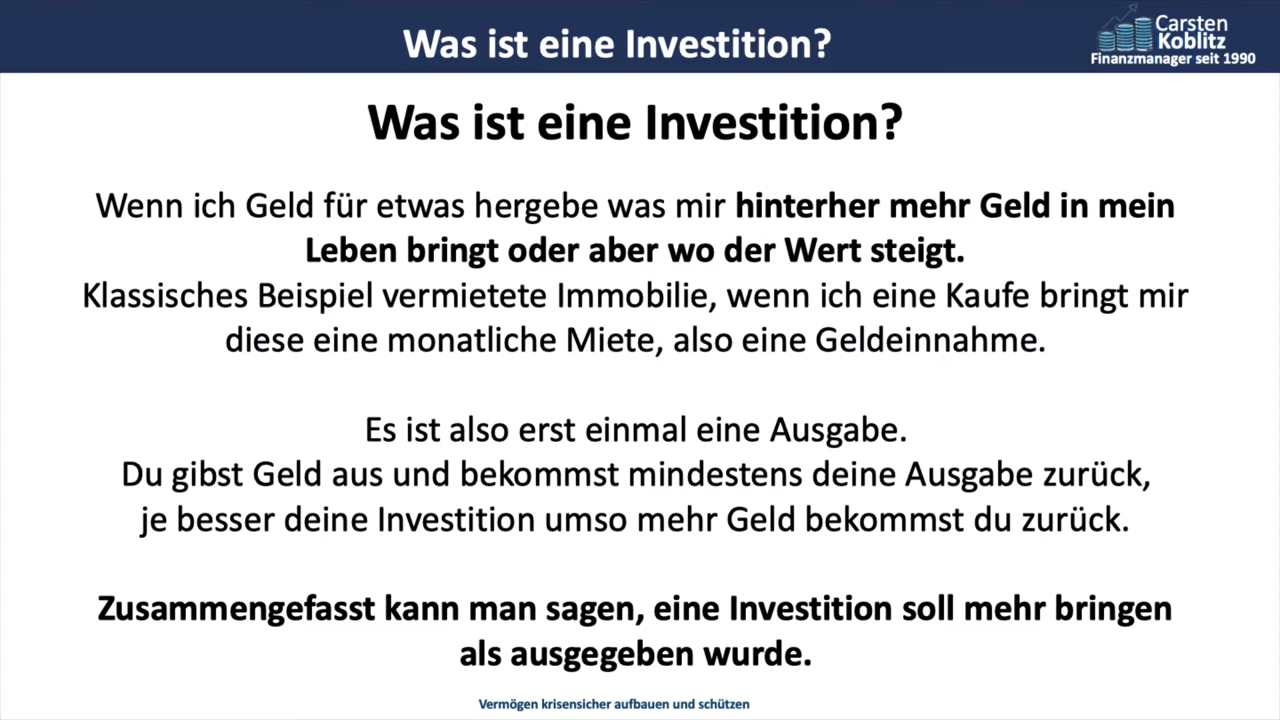 Was ist eine Investition?
Carsten
Koblitz
Finanzmanager seit 1990
Was ist eine Investition?
Wenn ich Geld für etwas hergebe was mir hinterher mehr Geld in mein
Leben bringt oder aber wo der Wert steigt.
Klassisches Beispiel vermietete Immobilie, wenn ich eine Kaufe bringt mir
diese eine monatliche Miete, also eine Geldeinnahme.
Es ist also erst einmal eine Ausgabe.
Du gibst Geld aus und bekommst mindestens deine Ausgabe zurück,
je besser deine Investition umso mehr Geld bekommst du zurück.
Zusammengefasst kann man sagen, eine Investition soll mehr bringen
als ausgegeben wurde.
Vermögen krisensicher aufbauen und schützen